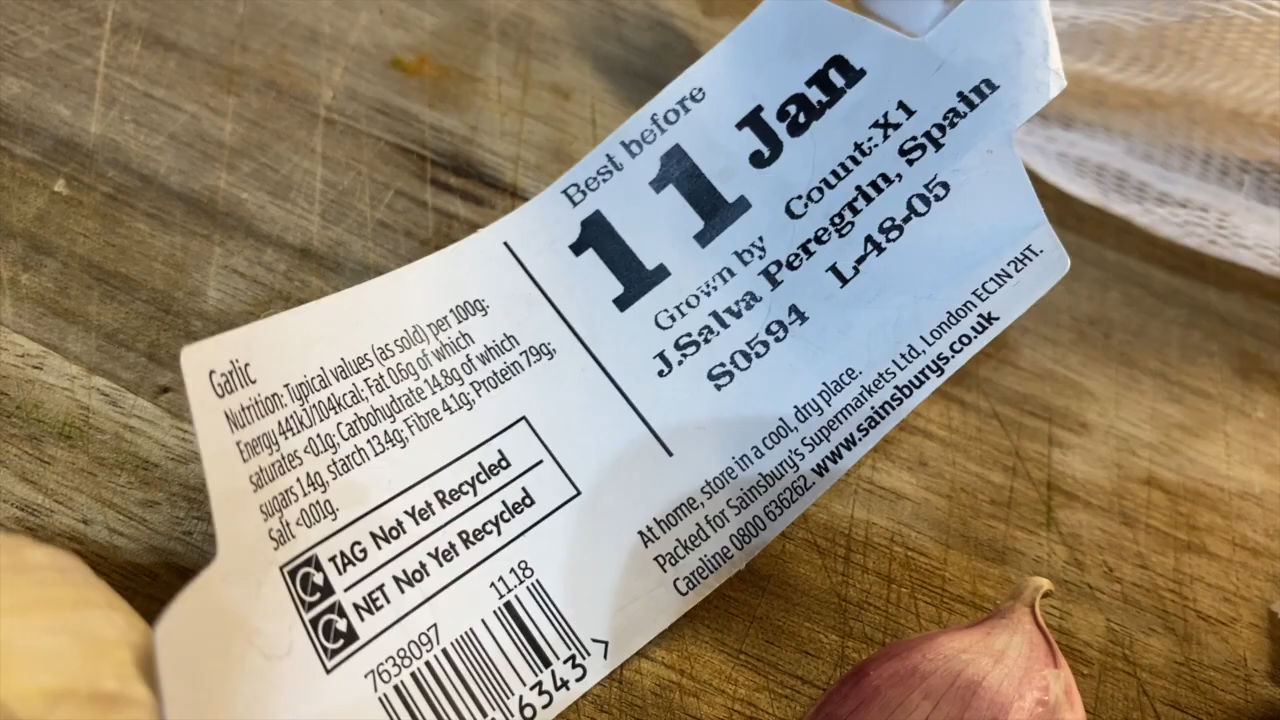 Garlic
Nutrition: Typical values (as sold) per 100g:
Energy 441kJ/104kcal; Fat 0.6g of which
saturates <0.1g; Carbohydrate 14.8g of which
sugars 1.4g, starch 13.4g; Fibre 4.1g; Protein 7.9g;
Salt <0.01g.
TAG Not Yet Recycled
NET Not Yet Recycled
7638097 11.18
6343 >
Best before
11 Jan
Grown by Count:X1
J.Salva Peregrin, Spain
S0594 L-48-05
At home, store in a cool, dry place.
Packed for Sainsbury's Supermarkets Ltd, London EC1N 2HT.
Careline 0800 636262 www.sainsburys.co.uk